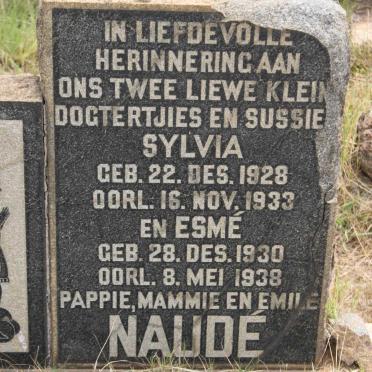 IN LIEFDEVOLLE
HERINNERING AAN
ONS TWEE LIEWE KLEIN
DOGTERTJIES EN SUSSIE
SYLVIA
GEB. 22. DES. 1928
OORL. 16. NOV. 1933
EN ESMÉ
GEB. 28. DES. 1930
OORL. 8. MEI 1938
PAPPIE, MAMMIE EN EMILE
NAUDÉ